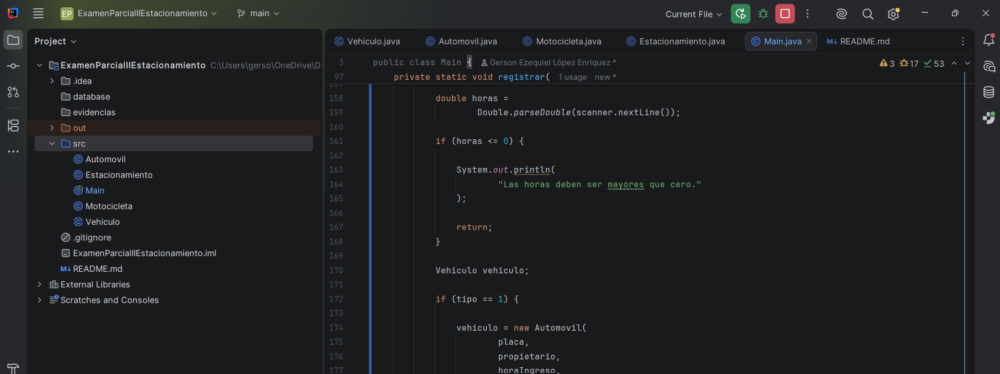 EP ExamenParcialIIIEstacionamiento main Current File
Project
ExamenParcialIIIEstacionamiento C:\Users\gerso\OneDrive\D
.idea
database
evidencias
out
src
Automovil
Estacionamiento
Main
Motocicleta
Vehiculo
.gitignore
ExamenParcialIIIEstacionamiento.iml
M↓ README.md
External Libraries
Scratches and Consoles
Vehiculo.java Automovil.java Motocicleta.java Estacionamiento.java Main.java M↓ README.md
3 public class Main { Gerson Ezequiel López Enriquez *
3 17 53
97 private static void registrar( 1 usage new *
157
158 double horas =
159 Double.parseDouble(scanner.nextLine());
160
161 if (horas <= 0) {
162
163 System.out.println(
164 "Las horas deben ser mayores que cero."
165 );
166
167 return;
168 }
169
170 Vehiculo vehiculo;
171
172 if (tipo == 1) {
173
174 vehiculo = new Automovil(
175 placa,
176 propietario,
177 horaIngreso,